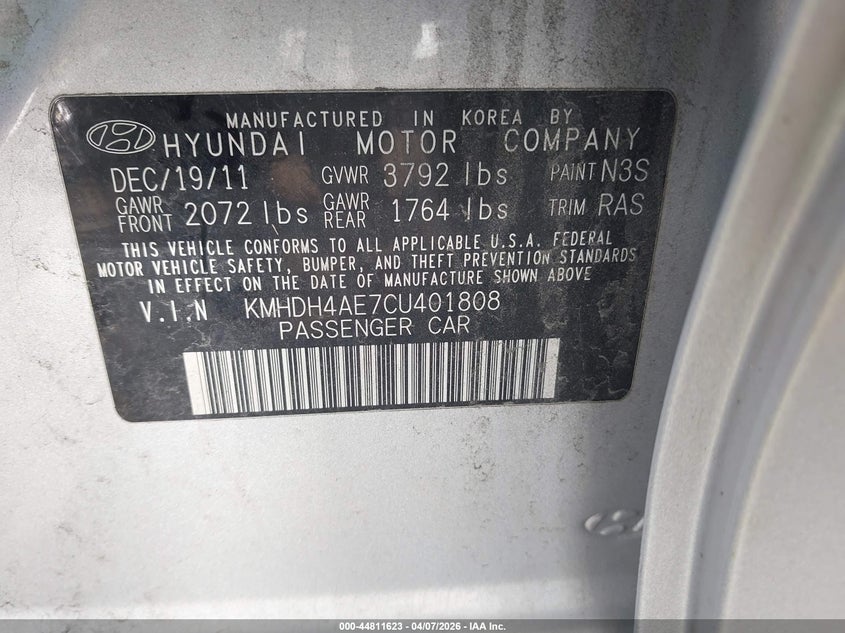 MANUFACTURED IN KOREA BY
HYUNDAI MOTOR COMPANY
DEC/19/11 GVWR 3792 lbs PAINT N3S
GAWR FRONT 2072 lbs GAWR REAR 1764 lbs TRIM RAS
THIS VEHICLE CONFORMS TO ALL APPLICABLE U.S.A. FEDERAL
MOTOR VEHICLE SAFETY, BUMPER, AND THEFT PREVENTION STANDARDS
IN EFFECT ON THE DATE OF MANUFACTURE SHOWN ABOVE
V.I.N KMHDH4AE7CU401808
PASSENGER CAR
000-44811623 - 04/07/2026 - IAA Inc.